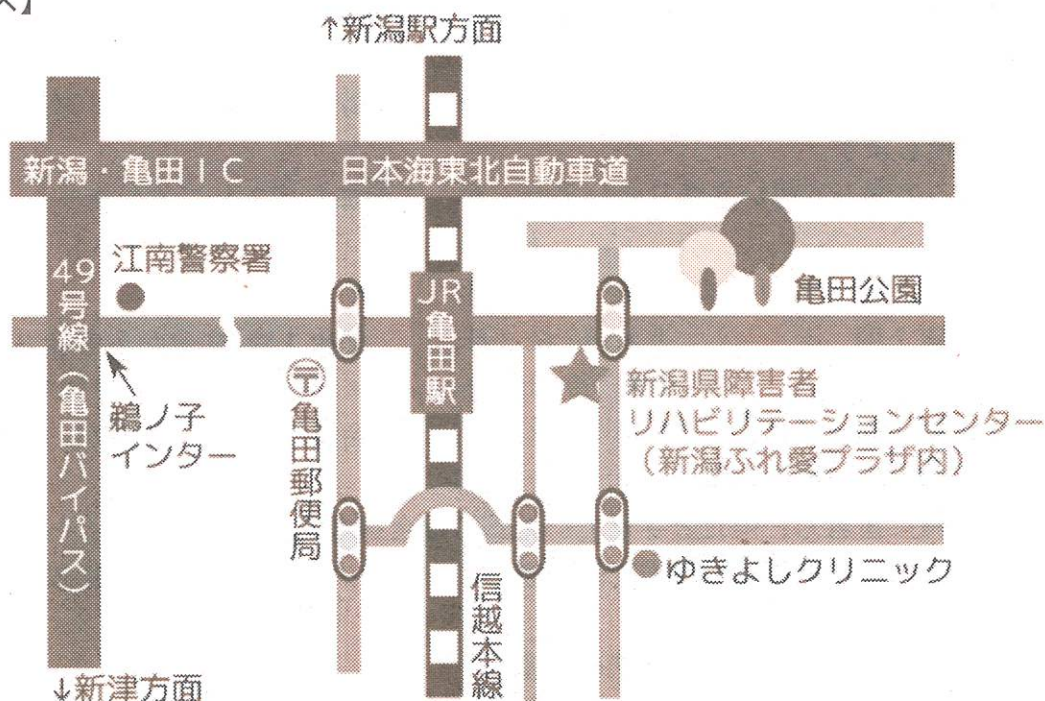 ス】
↑新潟駅方面
新潟・亀田IC
日本海東北自動車道
49号線(亀田バイパス)
江南警察署
JR亀田駅
亀田公園
鵜ノ子
インター
〒亀田郵便局
新潟県障害者
リハビリテーションセンター
(新潟ふれ愛プラザ内)
ゆきよしクリニック
信越本線
↓新津方面